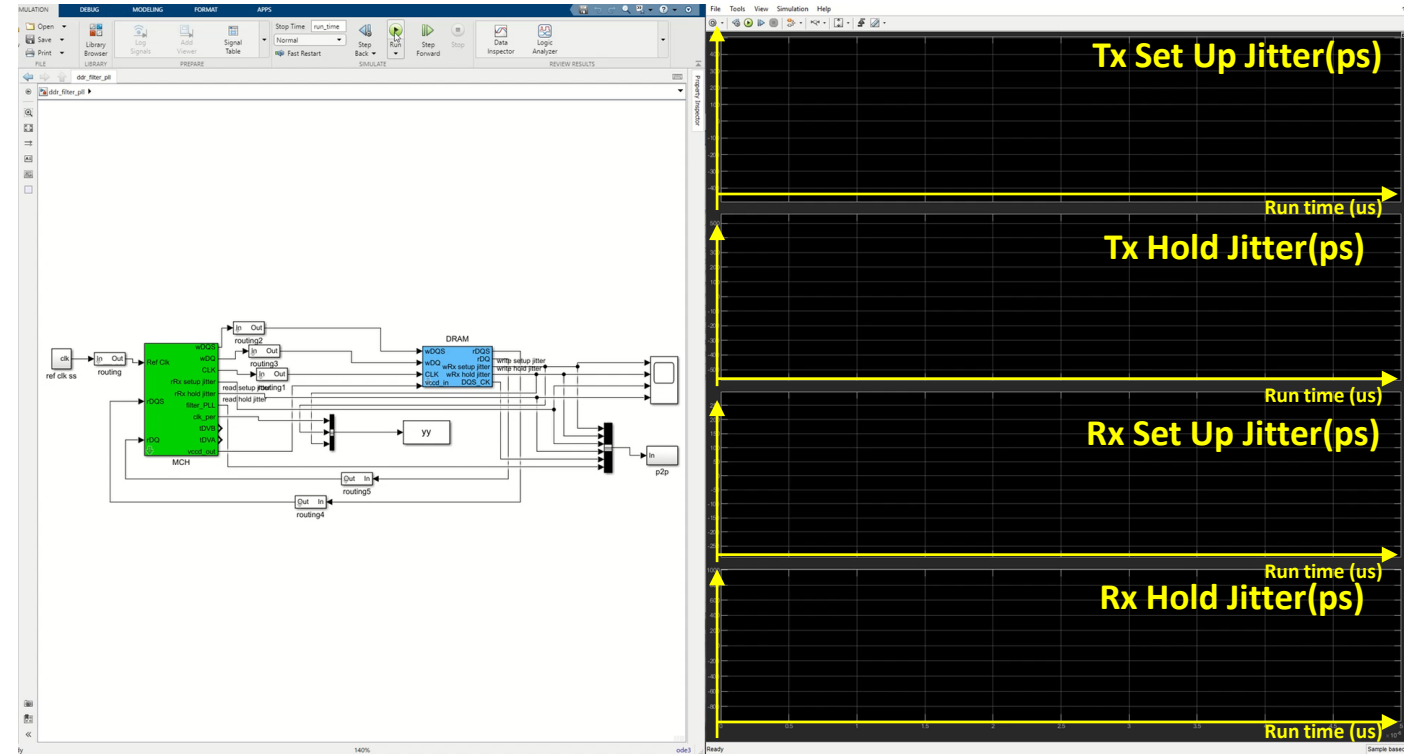 MULATION DEBUG MODELING FORMAT APPS
Open Save Print
Library Browser
Log Signals
Add Viewer
Signal Table
Stop Time run_time
Normal
Fast Restart
Step Back
Run
Step Forward
Stop
Data Inspector
Logic Analyzer
FILE LIBRARY PREPARE SIMULATE REVIEW RESULTS
ddr_filter_pll
ddr_filter_pll
Property Inspector
clk
ref clk ss
In Out
routing
Ref Clk
rDQS
rDQ
wDQS
wDQ
CLK
rRx setup jitter
rRx hold jitter
filter_PLL
clk_per
tDVB
tDVA
vccd_out
MCH
In Out
routing2
In Out
routing3
In Out
routing1
read setup jitter
read hold jitter
DRAM
wDQS
wDQ
CLK
vccd_in
rDQS
rDQ
wRx setup jitter
wRx hold jitter
DQS_CK
write setup jitter
write hold jitter
yy
In
p2p
Out In
routing5
Out In
routing4
140%
ode3
File Tools View Simulation Help
Tx Set Up Jitter(ps)
Run time (us)
Tx Hold Jitter(ps)
Run time (us)
Rx Set Up Jitter(ps)
Run time (us)
Rx Hold Jitter(ps)
Run time (us)
Ready
Sample based